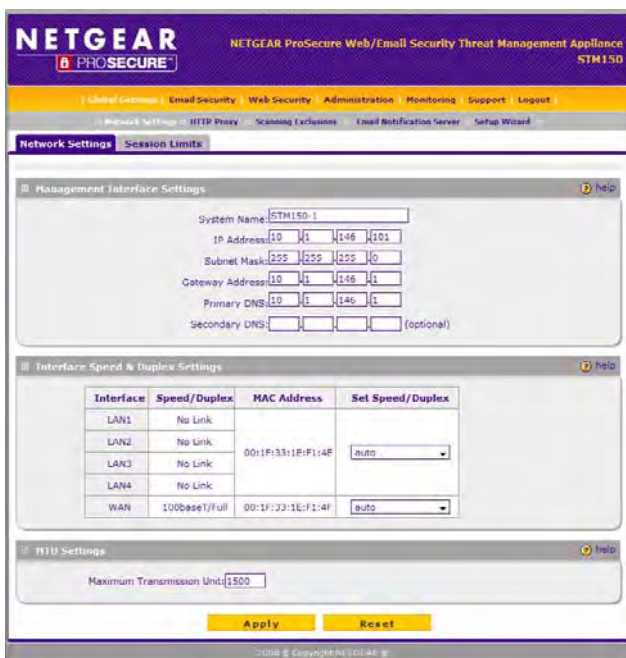 NETGEAR
PROSECURE
NETGEAR ProSecure Web/Email Security Threat Management Appliance
STM150
Global Settings | Email Security | Web Security | Administration | Monitoring | Support | Logout |
Network Settings :: HTTP Proxy :: Scanning Exclusions :: Email Notification Server :: Setup Wizard ::
Network Settings Session Limits
Management Interface Settings help
System Name: STM150-1
IP Address: 10 . 1 . 146 . 101
Subnet Mask: 255 . 255 . 255 . 0
Gateway Address: 10 . 1 . 146 . 1
Primary DNS: 10 . 1 . 146 . 1
Secondary DNS: . . . (optional)
Interface Speed & Duplex Settings help
Interface Speed/Duplex MAC Address Set Speed/Duplex
LAN1 No Link
LAN2 No Link
00:1F:33:1E:F1:4E auto
LAN3 No Link
LAN4 No Link
WAN 100baseT/Full 00:1F:33:1E:F1:4F auto
MTU Settings help
Maximum Transmission Unit: 1500
Apply Reset
2008 © Copyright NETGEAR ®